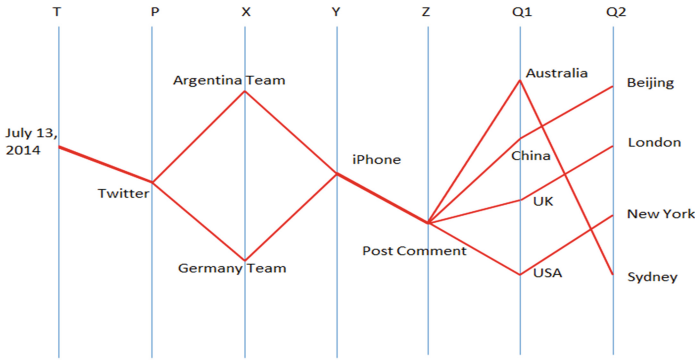 T P X Y Z Q1 Q2
Argentina Team
Australia
Beijing
July 13,
2014
London
China
iPhone
Twitter
UK
New York
Post Comment
Germany Team
USA
Sydney